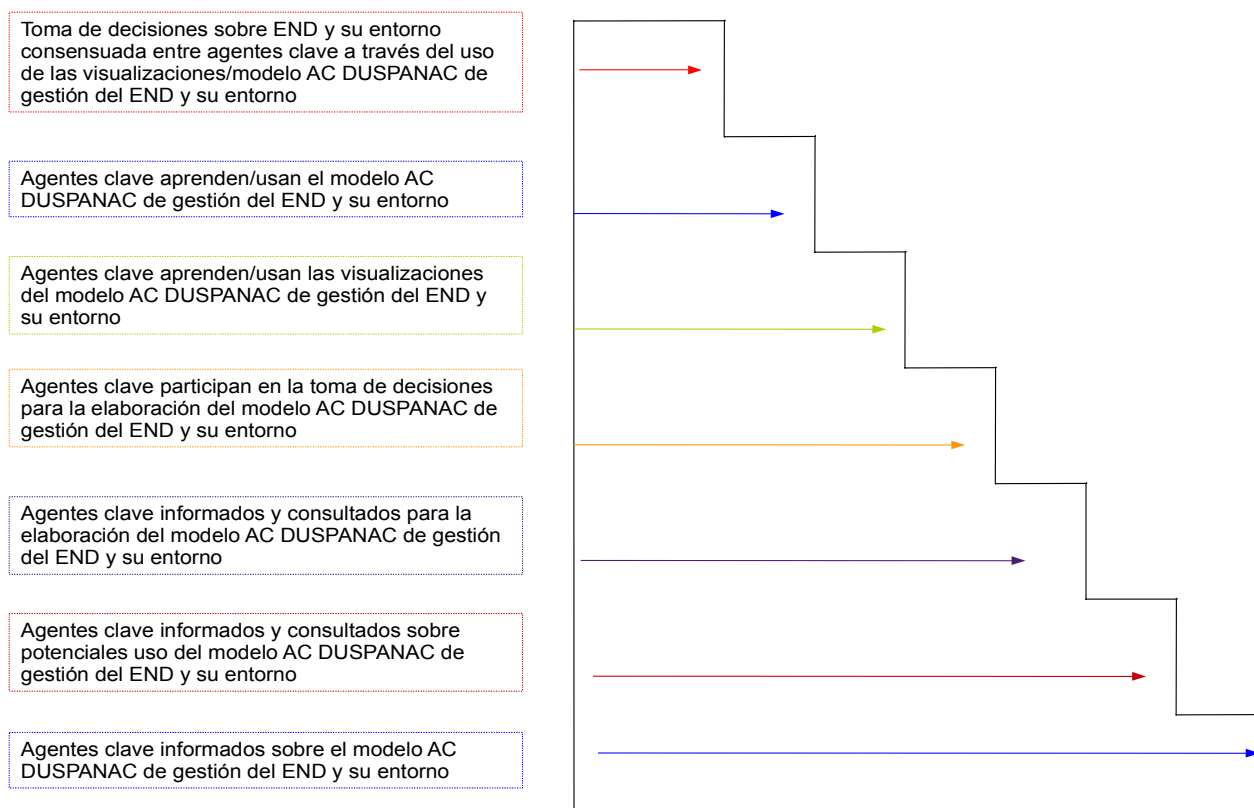 Toma de decisiones sobre END y su entorno
consensuada entre agentes clave a través del uso
de las visualizaciones/modelo AC DUSPANAC de
gestión del END y su entorno
Agentes clave aprenden/usan el modelo AC
DUSPANAC de gestión del END y su entorno
Agentes clave aprenden/usan las visualizaciones
del modelo AC DUSPANAC de gestión del END y
su entorno
Agentes clave participan en la toma de decisiones
para la elaboración del modelo AC DUSPANAC de
gestión del END y su entorno
Agentes clave informados y consultados para la
elaboración del modelo AC DUSPANAC de gestión
del END y su entorno
Agentes clave informados y consultados sobre
potenciales uso del modelo AC DUSPANAC de
gestión del END y su entorno
Agentes clave informados sobre el modelo AC
DUSPANAC de gestión del END y su entorno